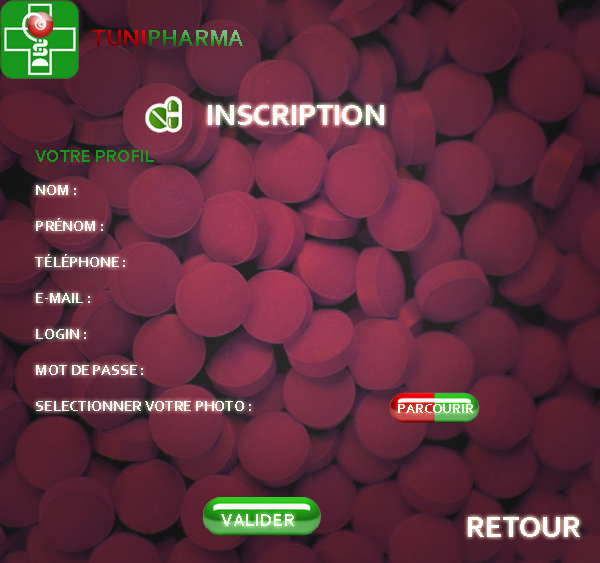 TUNIPHARMA
INSCRIPTION
VOTRE PROFIL
NOM :
PRÉNOM :
TÉLÉPHONE :
E-MAIL :
LOGIN :
MOT DE PASSE :
SELECTIONNER VOTRE PHOTO :
PARCOURIR
VALIDER
RETOUR